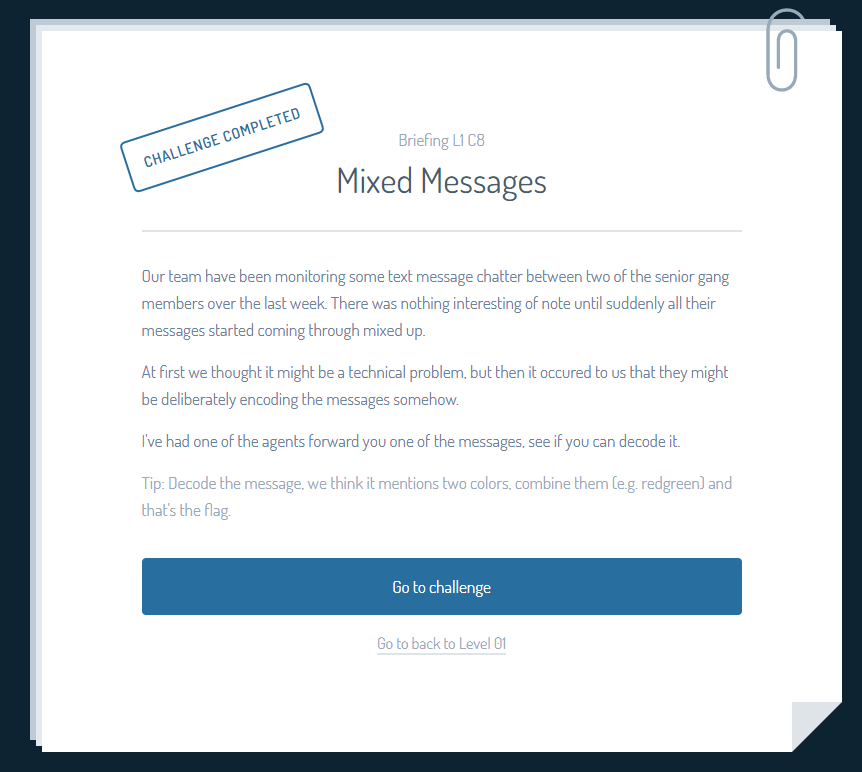 CHALLENGE COMPLETED
Briefing L1 C8
Mixed Messages
Our team have been monitoring some text message chatter between two of the senior gang
members over the last week. There was nothing interesting of note until suddenly all their
messages started coming through mixed up.
At first we thought it might be a technical problem, but then it occured to us that they might
be deliberately encoding the messages somehow.
I've had one of the agents forward you one of the messages, see if you can decode it.
Tip: Decode the message, we think it mentions two colors, combine them (e.g. redgreen) and
that's the flag.
Go to challenge
Go to back to Level 01